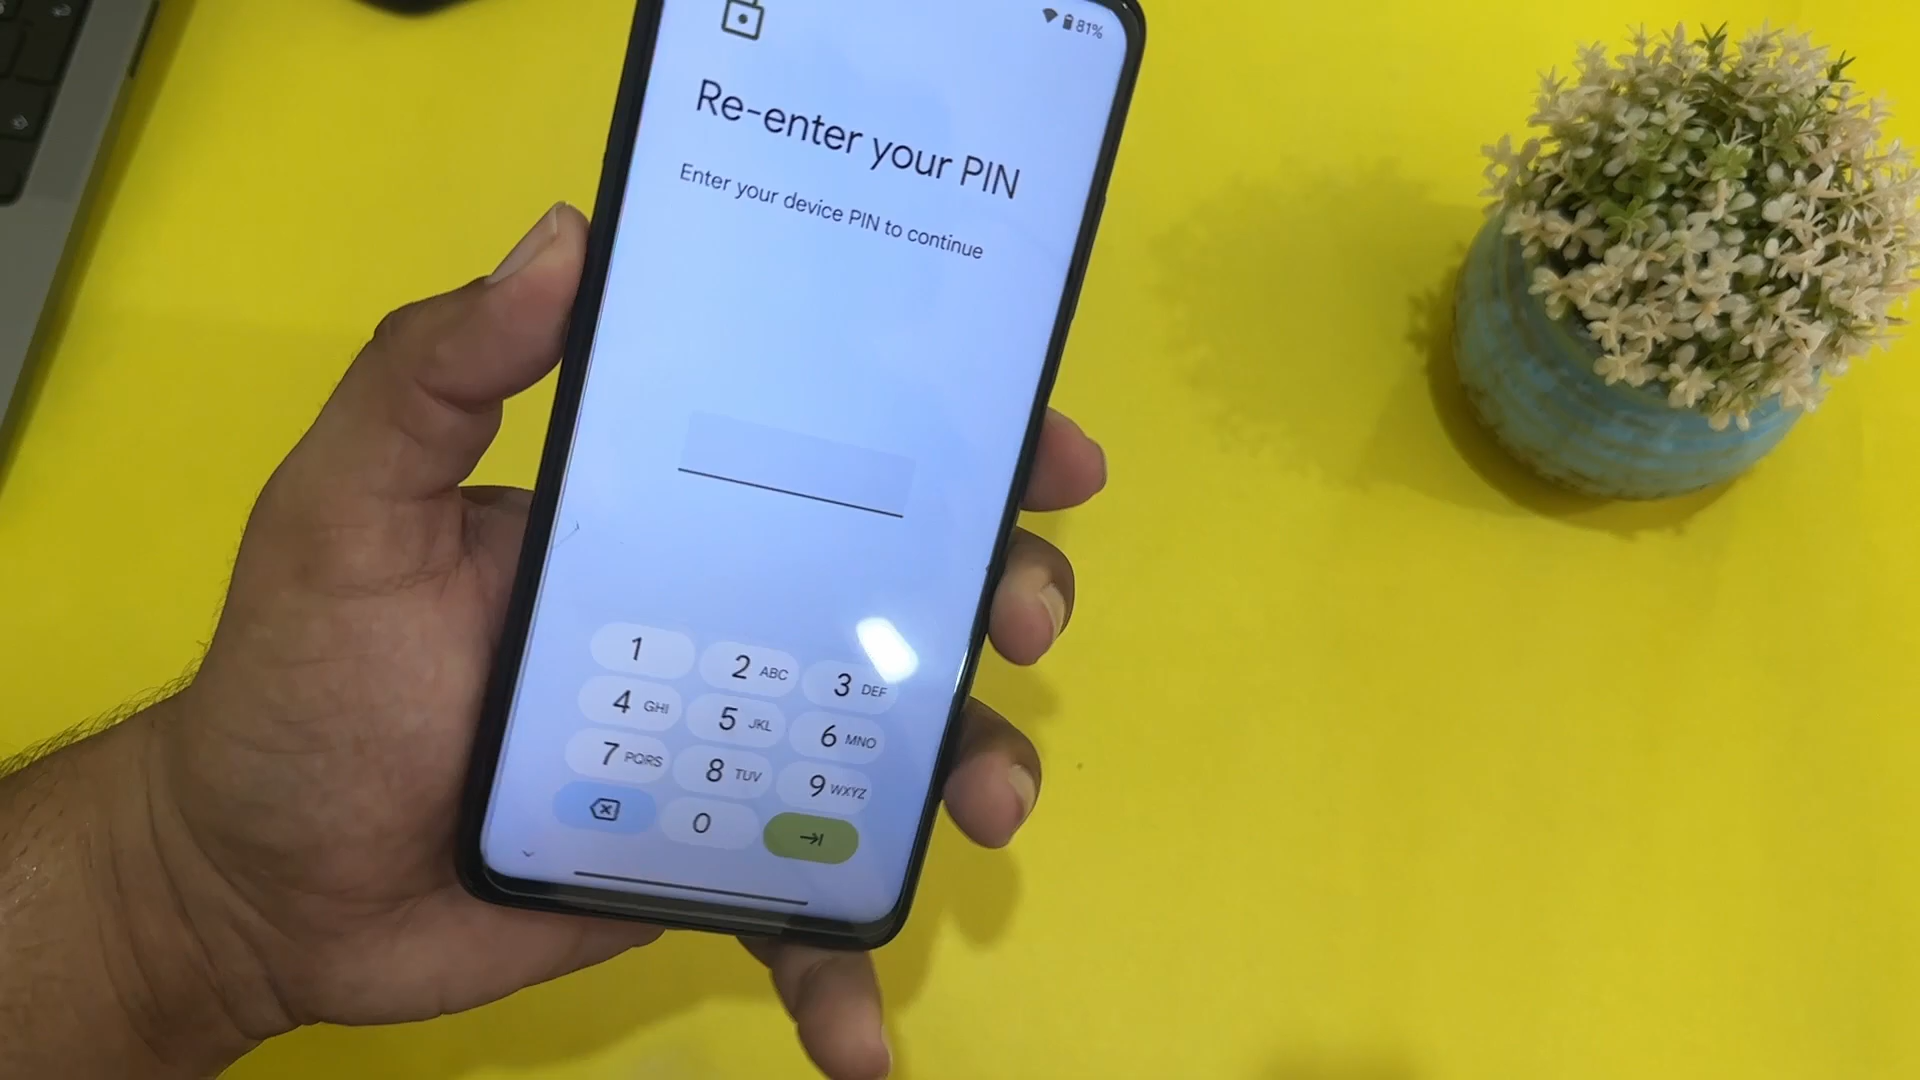 81%
Re-enter your PIN
Enter your device PIN to continue
1
2 ABC
3 DEF
4 GHI
5 JKL
6 MNO
7 PQRS
8 TUV
9 WXYZ
0